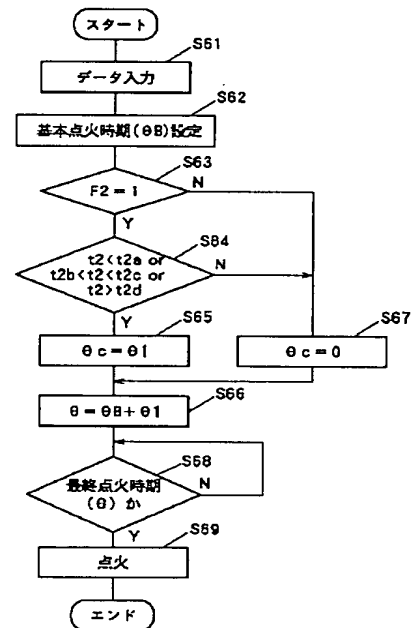 スタート
S61
データ入力
S62
基本点火時期(θB)設定
S63
F2=1
N
Y
S84
t2<t2a or
t2b<t2<t2c or
t2>t2d
N
Y
S65
θc=θ1
S67
θc=0
S66
θ=θB+θ1
S68
最終点火時期
(θ)か
N
Y
S69
点火
エンド